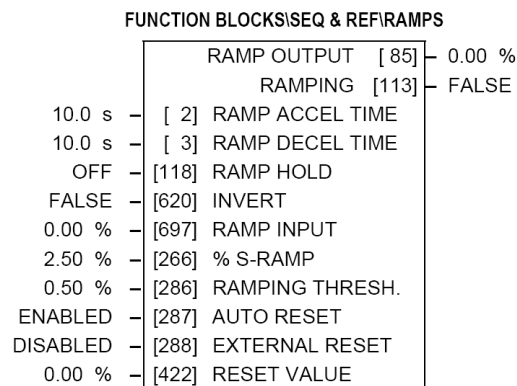 FUNCTION BLOCKS\SEQ & REF\RAMPS
RAMP OUTPUT [ 85] – 0.00 %
RAMPING [113] – FALSE
10.0 s – [ 2] RAMP ACCEL TIME
10.0 s – [ 3] RAMP DECEL TIME
OFF – [118] RAMP HOLD
FALSE – [620] INVERT
0.00 % – [697] RAMP INPUT
2.50 % – [266] % S-RAMP
0.50 % – [286] RAMPING THRESH.
ENABLED – [287] AUTO RESET
DISABLED – [288] EXTERNAL RESET
0.00 % – [422] RESET VALUE